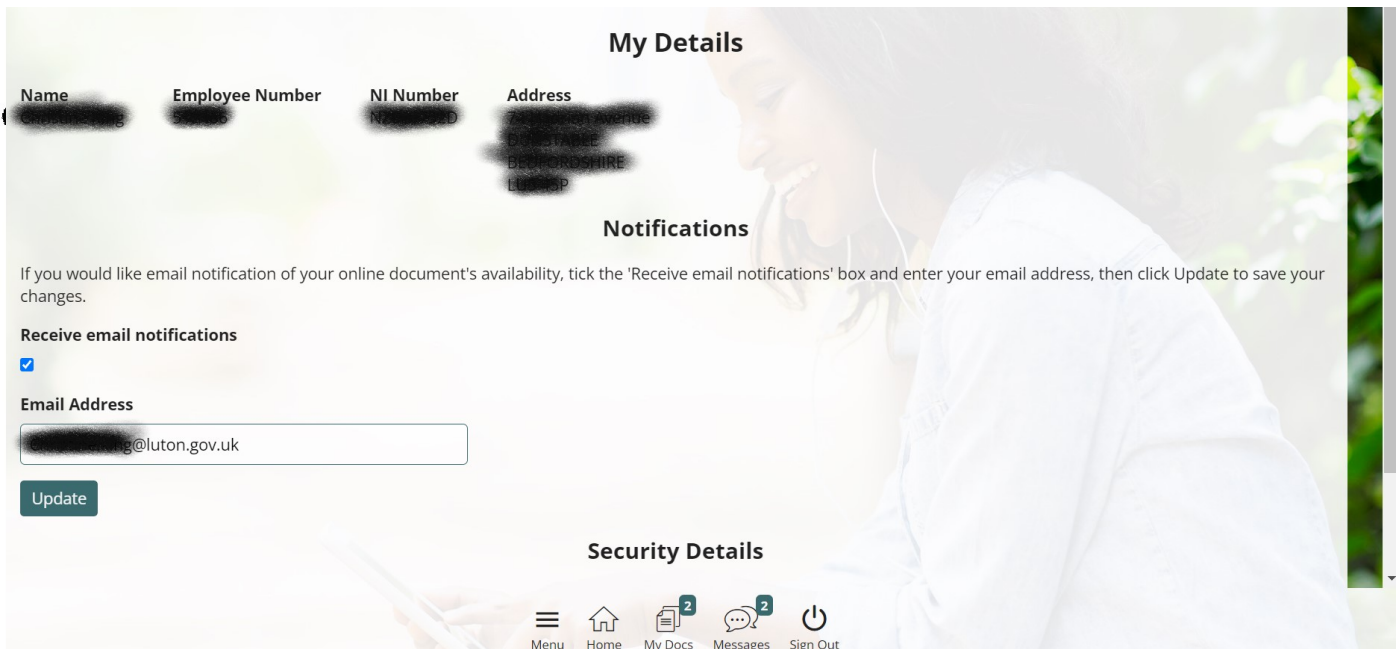 My Details
Name Employee Number NI Number Address
Avenue
BEDFORDSHIRE
Notifications
If you would like email notification of your online document's availability, tick the 'Receive email notifications' box and enter your email address, then click Update to save your
changes.
Receive email notifications
Email Address
@luton.gov.uk
Update
Security Details
2 2
Menu Home My Docs Messages Sign Out